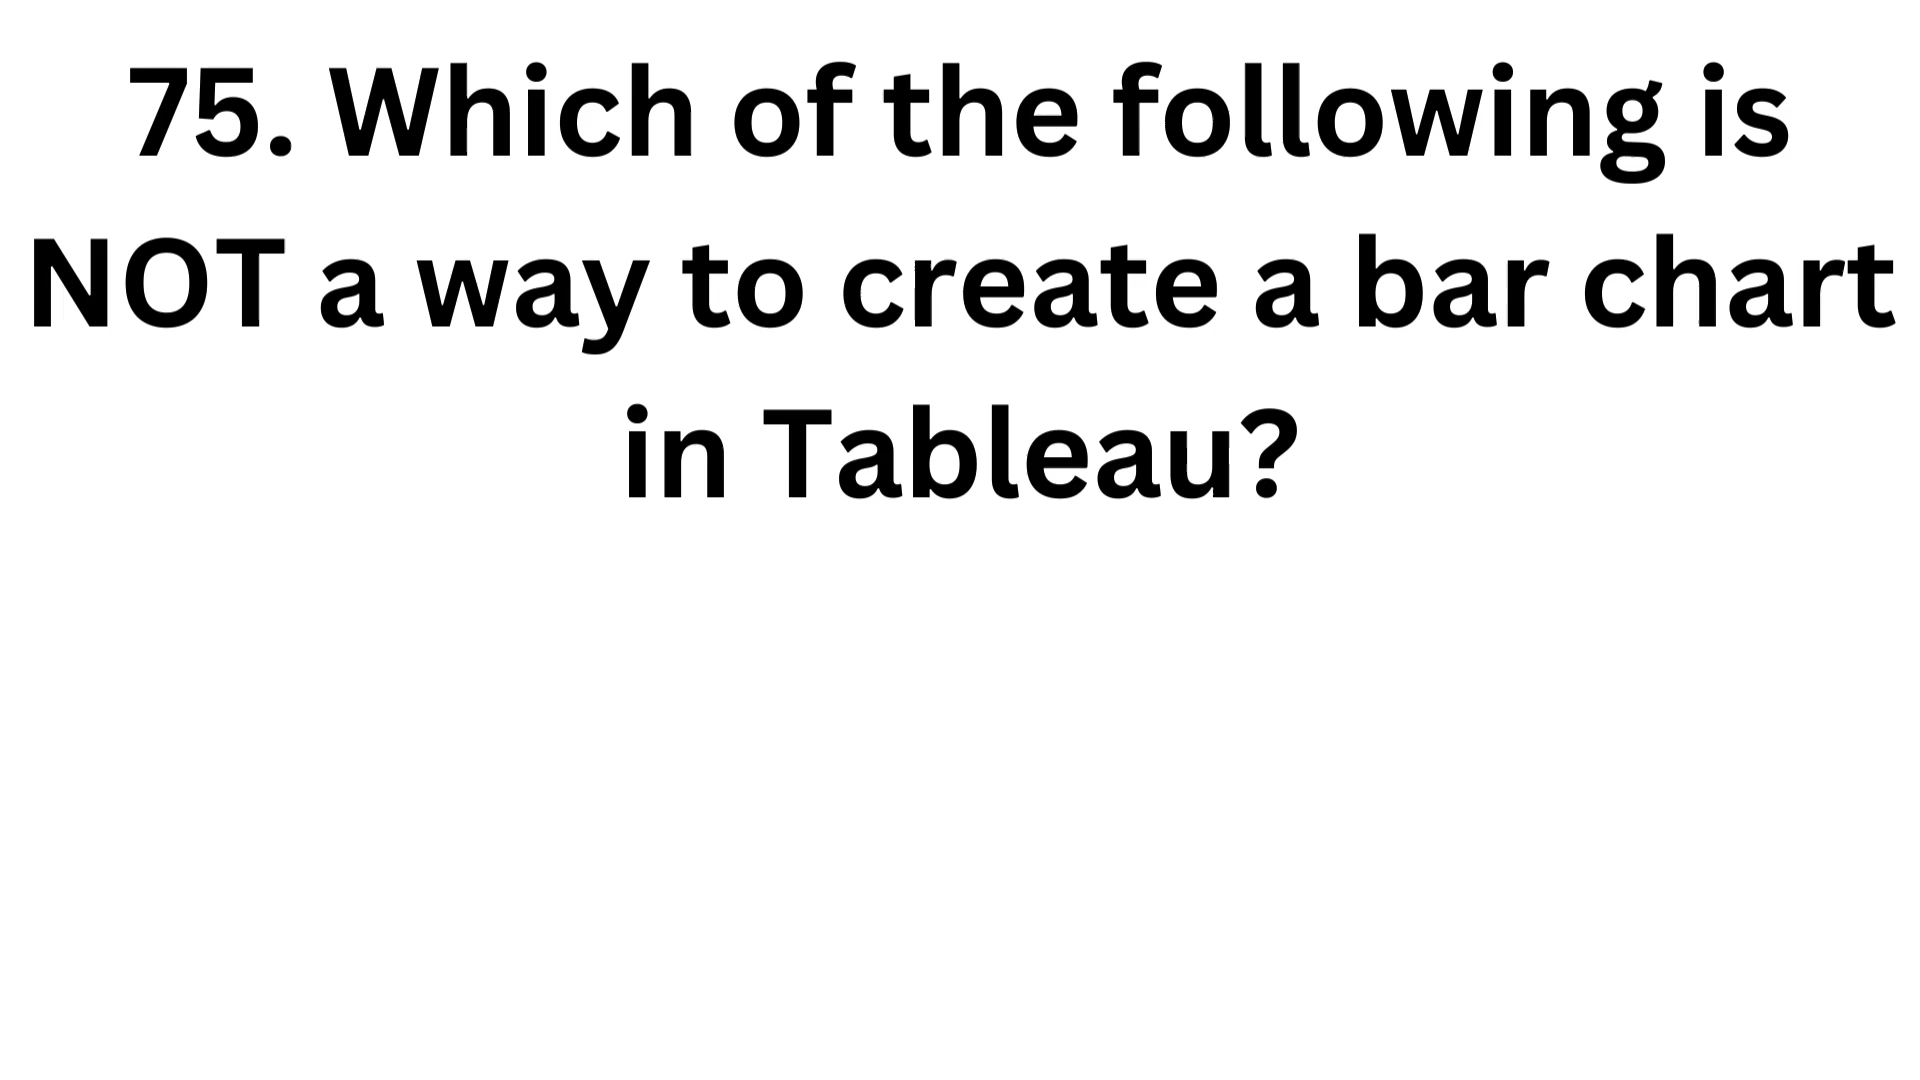 75. Which of the following is
NOT a way to create a bar chart
in Tableau?